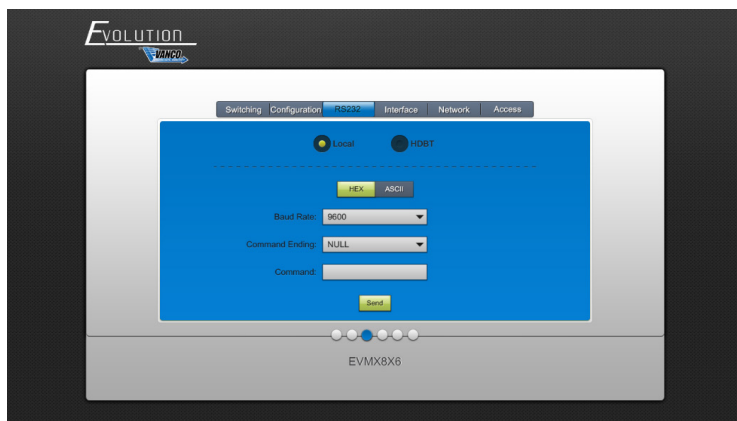 EVOLUTION
VANCO
Switching Configuration RS232 Interface Network Access
Local HDBT
HEX ASCII
Baud Rate: 9600
Command Ending: NULL
Command:
Send
EVMX8X6